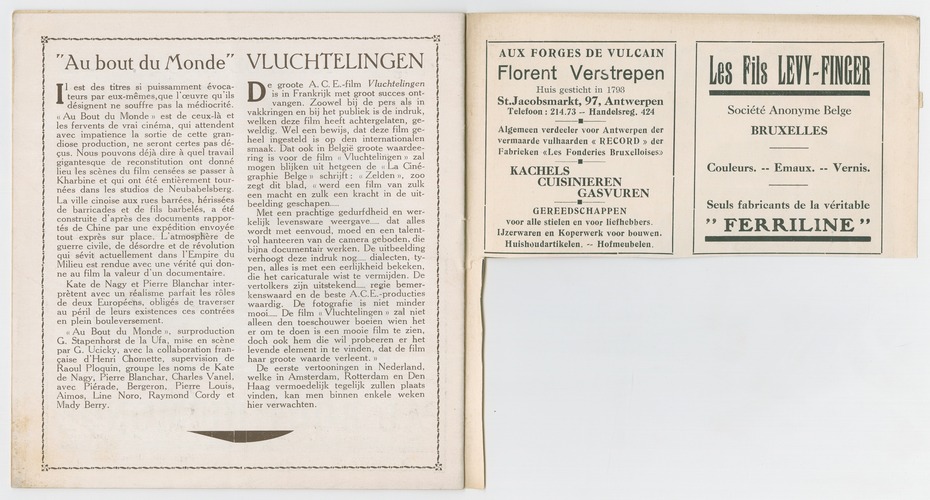 "Au bout du Monde"
Il est des titres si puissamment évoca-
teurs par eux-mêmes, que l'œuvre qu'ils
désignent ne souffre pas la médiocrité.
« Au Bout du Monde » est de ceux-là et
les fervents de vrai cinéma, qui attendent
avec impatience la sortie de cette gran-
diose production, ne seront certes pas dé-
çus. Nous pouvons déjà dire à quel travail
gigantesque de reconstitution ont donné
lieu les scènes du film censées se passer à
Kharbine et qui ont été entièrement tour-
nées dans les studios de Neubabelsberg.
La ville cinoise aux rues barrées, hérissées
de barricades et de fils barbelés, a été
construite d'après des documents rappor-
tés de Chine par une expédition envoyée
tout exprès sur place. L'atmosphère de
guerre civile, de désordre et de révolution
qui sévit actuellement dans l'Empire du
Milieu est rendue avec une vérité qui don-
ne au film la valeur d'un documentaire.
Kate de Nagy et Pierre Blanchar inter-
prètent avec un réalisme parfait les rôles
de deux Européens, obligés de traverser
au péril de leurs existences ces contrées
en plein bouleversement.
« Au Bout du Monde », surproduction
G. Stapenhorst de la Ufa, mise en scène
par G. Ucicky, avec la collaboration fran-
çaise d'Henri Chomette, supervision de
Raoul Ploquin, groupe les noms de Kate
de Nagy, Pierre Blanchar, Charles Vanel,
avec Piérade, Bergeron, Pierre Louis,
Aimos, Line Noro, Raymond Cordy et
Mady Berry.
VLUCHTELINGEN
De groote A. C. E.-film Vluchtelingen
is in Frankrijk met groot succes ont-
vangen. Zoowel bij de pers als in
vakkringen en bij het publiek is de indruk,
welken deze film heeft achtergelaten, ge-
weldig. Wel een bewijs, dat deze film ge-
heel ingesteld is op den internationalen
smaak. Dat ook in België groote waardee-
ring is voor de film « Vluchtelingen » zal
mogen blijken uit hetgeen de « La Ciné-
graphie Belge » schrijft : « Zelden », zoo
zegt dit blad, « werd een film van zulk
een macht en zulk een kracht in de uit-
beelding geschapen....
Met een prachtige gedurfdheid en wer-
kelijk levensware weergave.... dat alles
wordt met eenvoud, moed en een talent-
vol hanteeren van de camera geboden, die
bijna documentair werken. De uitbeelding
verhoogt deze indruk nog.... dialecten, ty-
pen, alles is met een eerlijkheid bekeken,
die het caricaturale wist te vermijden. De
vertolkers zijn uitstekend.... regie bemer-
kenswaard en de beste A.C.E.-producties
waardig. De fotografie is niet minder
mooi.... De film « Vluchtelingen » zal niet
alleen den toeschouwer boeien wien het
er om te doen is een mooie film te zien,
doch ook hem die wil probeeren er het
levende element in te vinden, dat de film
haar groote waarde verleent. »
De eerste vertooningen in Nederland,
welke in Amsterdam, Rotterdam en Den
Haag vermoedelijk tegelijk zullen plaats
vinden, kan men binnen enkele weken
hier verwachten.
AUX FORGES DE VULCAIN
Florent Verstrepen
Huis gesticht in 1793
St.Jacobsmarkt, 97, Antwerpen
Telefoon : 214.73 -- Handelsreg. 424
Algemeen verdeeler voor Antwerpen der
vermaarde vulhaarden « RECORD » der
Fabrieken «Les Fonderies Bruxelloises»
KACHELS
CUISINIEREN
GASVUREN
GEREEDSCHAPPEN
voor alle stielen en voor liefhebbers.
IJzerwaren en Koperwerk voor bouwen.
Huishoudartikelen. -- Hofmeubelen.
Les Fils LEVY-FINGER
Société Anonyme Belge
BRUXELLES
Couleurs. -- Emaux. -- Vernis.
Seuls fabricants de la véritable
" FERRILINE "